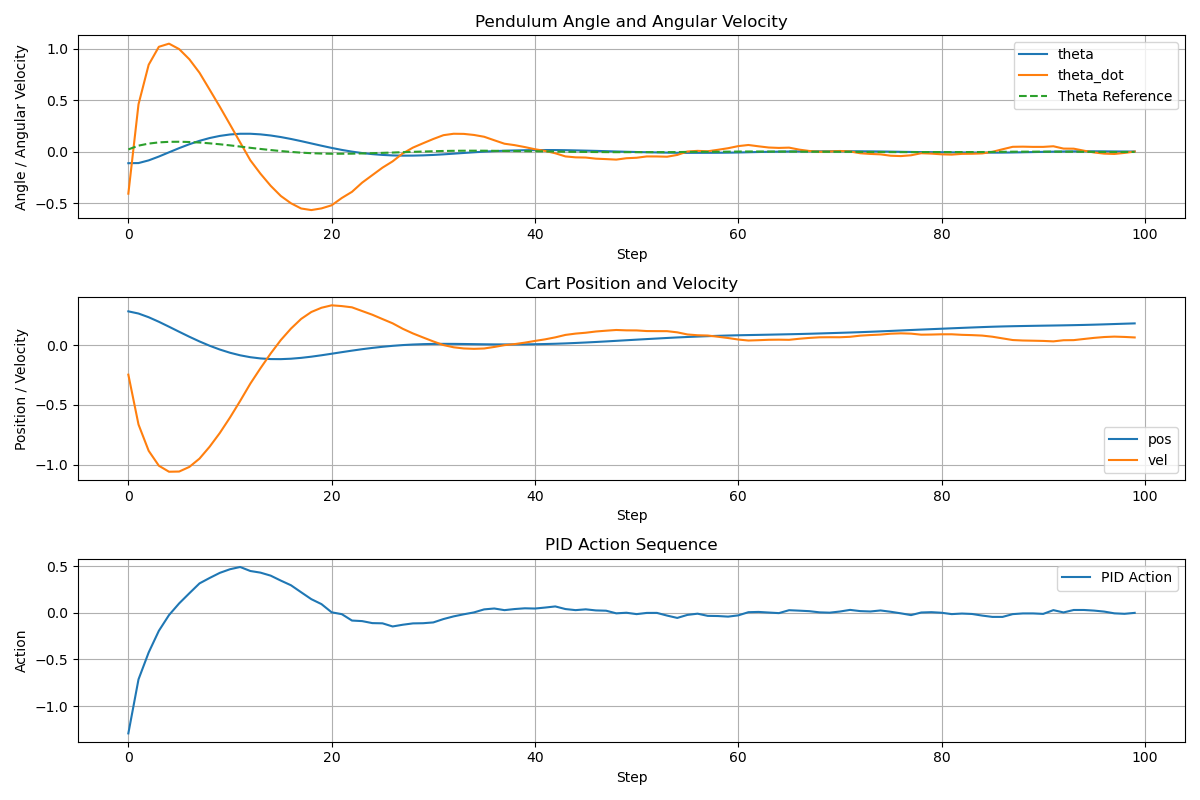 Pendulum Angle and Angular Velocity
Angle / Angular Velocity
1.0
0.5
0.0
−0.5
theta
theta_dot
Theta Reference
0 20 40 60 80 100
Step
Cart Position and Velocity
Position / Velocity
0.0
−0.5
−1.0
pos
vel
0 20 40 60 80 100
Step
PID Action Sequence
Action
0.5
0.0
−0.5
−1.0
PID Action
0 20 40 60 80 100
Step